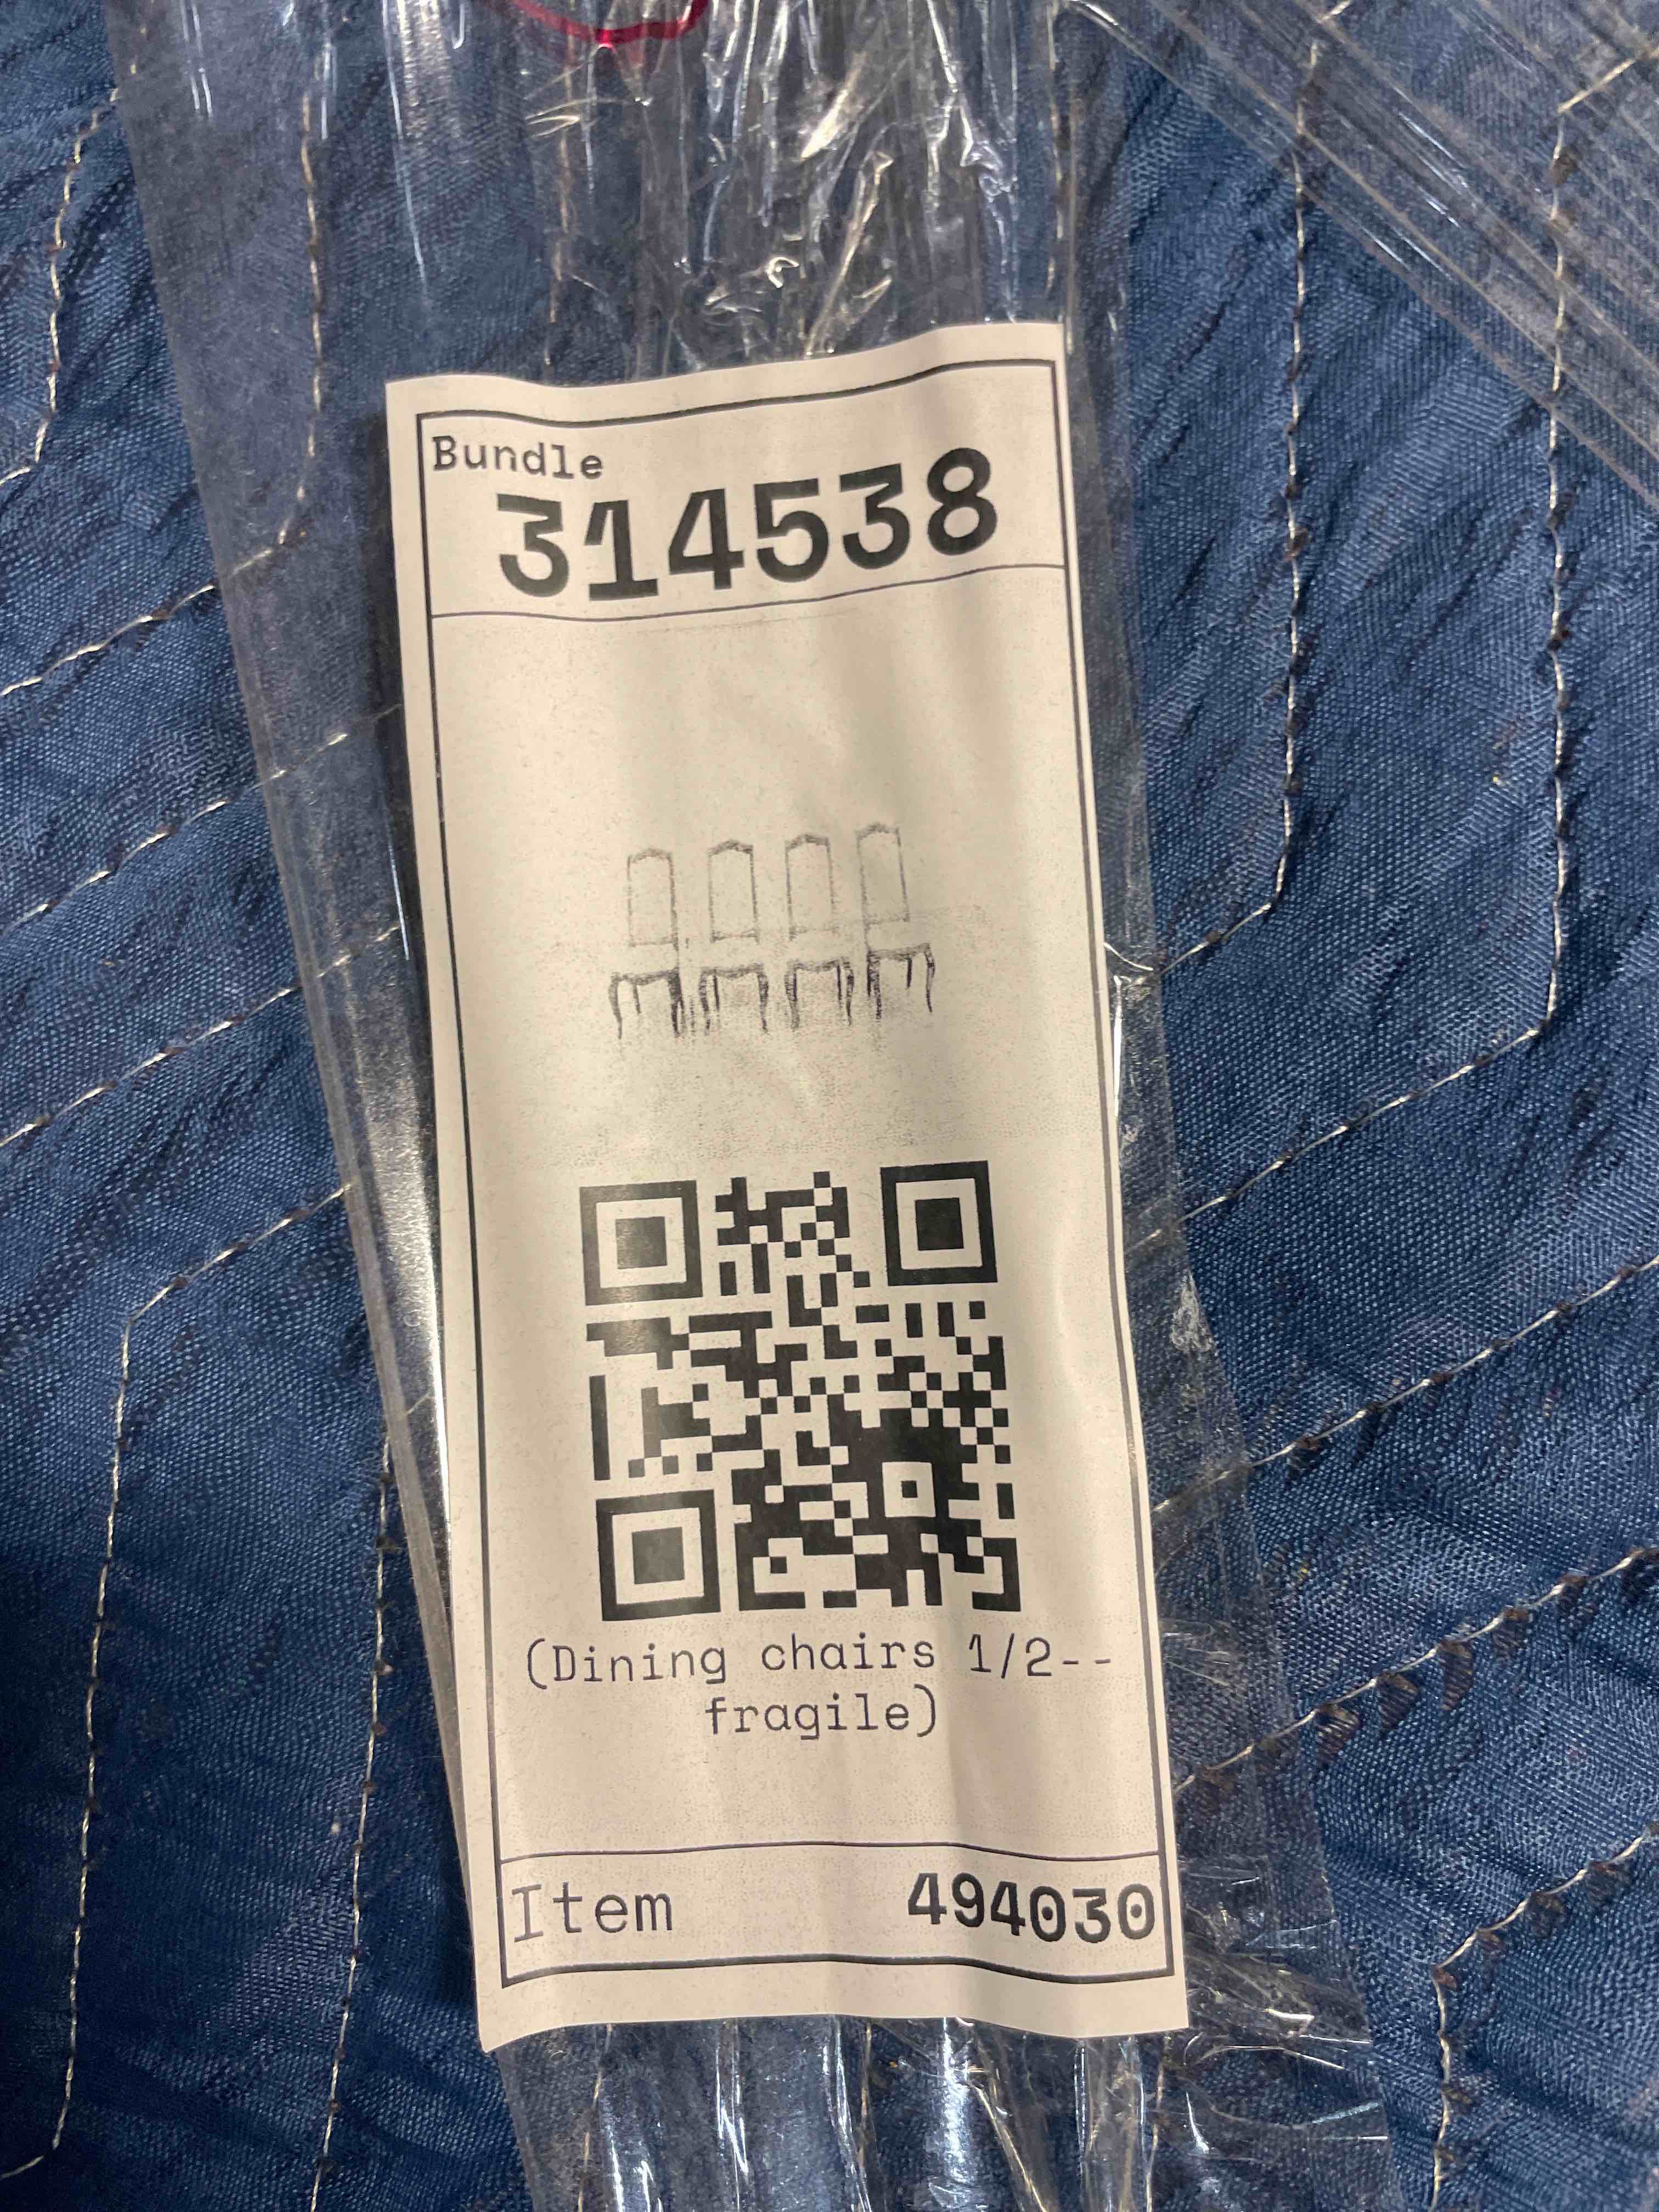 Bundle
314538
(Dining chairs 1/2--
fragile)
Item 494030